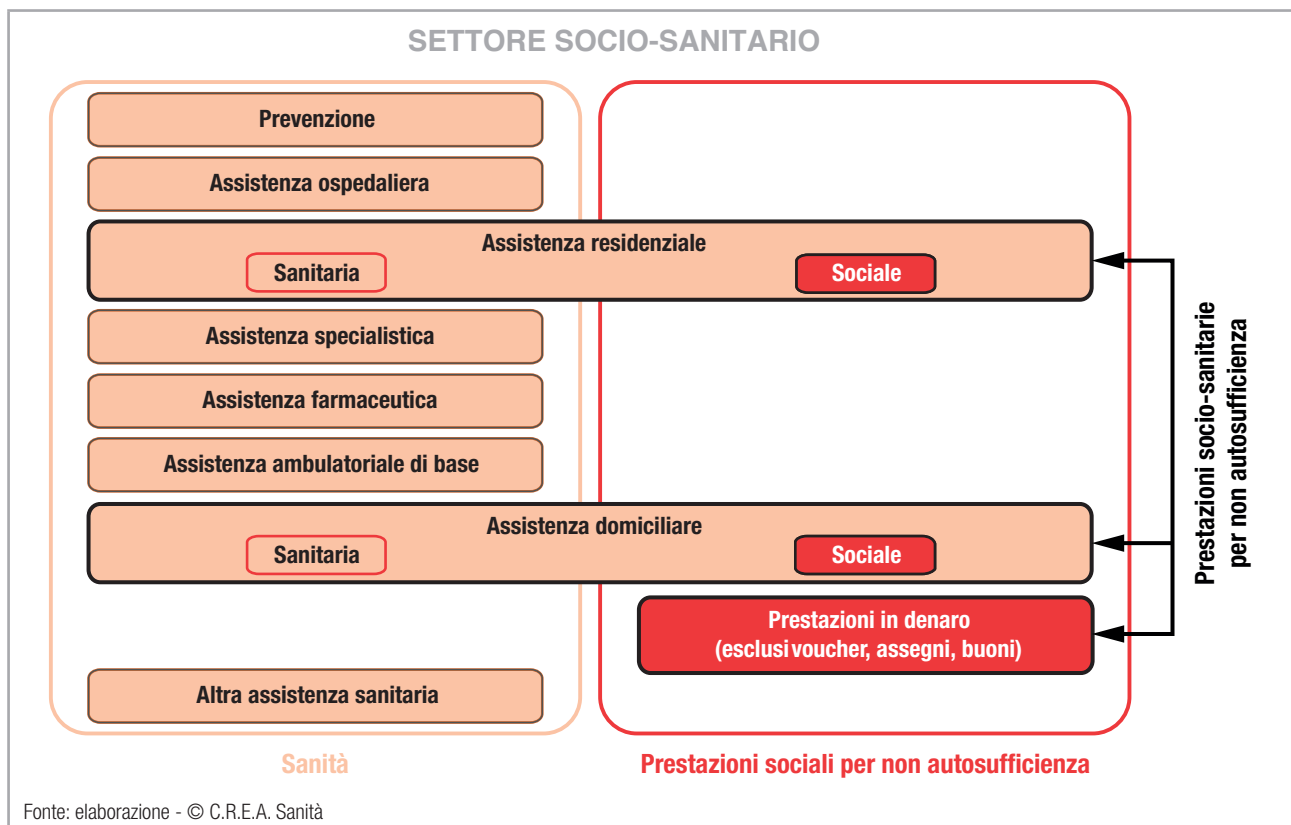 SETTORE SOCIO-SANITARIO
Prevenzione
Assistenza ospedaliera
Assistenza residenziale
Sanitaria
Sociale
Assistenza specialistica
Assistenza farmaceutica
Assistenza ambulatoriale di base
Assistenza domiciliare
Sanitaria
Sociale
Prestazioni in denaro
(esclusi voucher, assegni, buoni)
Altra assistenza sanitaria
Prestazioni socio-sanitarie
per non autosufficienza
Sanità
Prestazioni sociali per non autosufficienza
Fonte: elaborazione - © C.R.E.A. Sanità